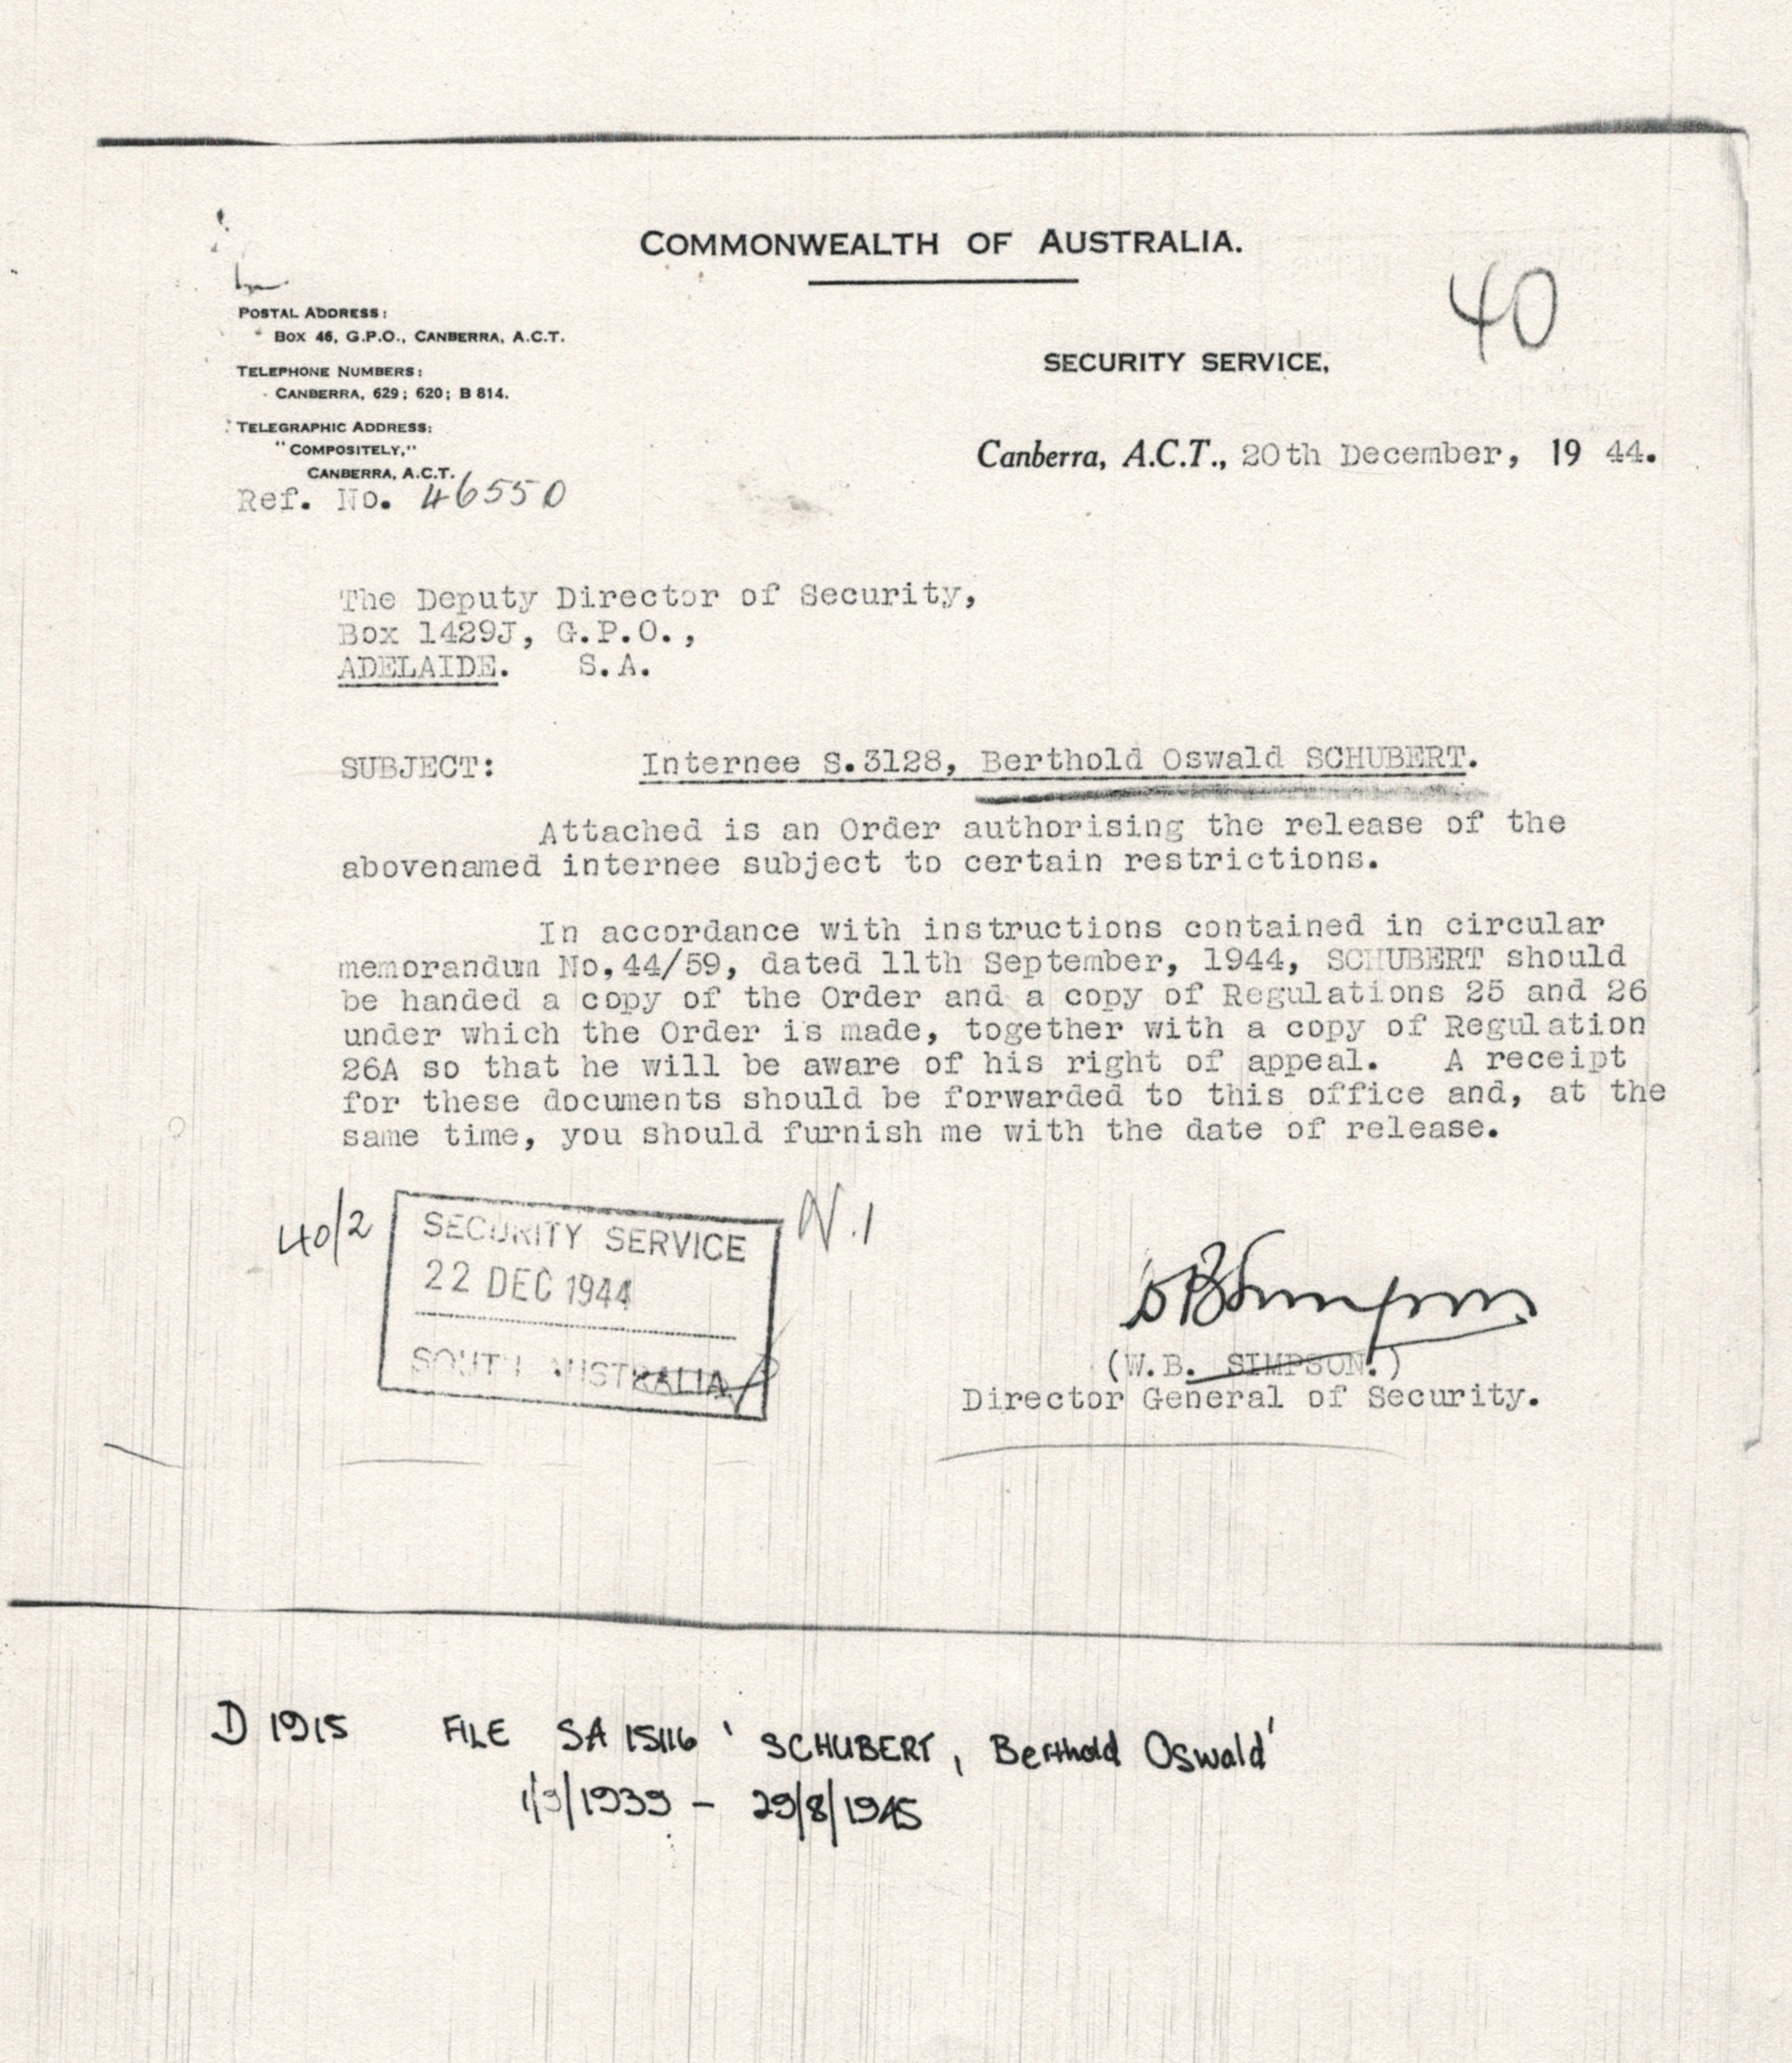 COMMONWEALTH OF AUSTRALIA.
40
POSTAL ADDRESS:
BOX 46, G.P.O., CANBERRA, A.C.T.
TELEPHONE NUMBERS:
CANBERRA, 629; 620; B 814.
TELEGRAPHIC ADDRESS:
"COMPOSITELY,"
CANBERRA, A.C.T.
Ref. No. 46550
SECURITY SERVICE,
Canberra, A.C.T., 20th December, 19 44.
The Deputy Director of Security,
Box 1429J, G.P.O.,
ADELAIDE. S.A.
SUBJECT: Internee S.3128, Berthold Oswald SCHUBERT.
Attached is an Order authorising the release of the
abovenamed internee subject to certain restrictions.
In accordance with instructions contained in circular
memorandum No,44/59, dated 11th September, 1944, SCHUBERT should
be handed a copy of the Order and a copy of Regulations 25 and 26
under which the Order is made, together with a copy of Regulation
26A so that he will be aware of his right of appeal. A receipt
for these documents should be forwarded to this office and, at the
same time, you should furnish me with the date of release.
40/2
SECURITY SERVICE
22 DEC 1944
SOUTH AUSTRALIA
N.1
WBSimpson
(W.B. SIMPSON.)
Director General of Security.
D 1915 FILE SA 15116 'SCHUBERT, Berthold Oswald'
1/9/1939 - 29/8/1945